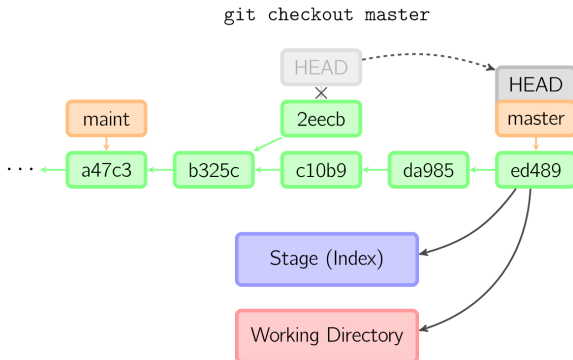 git checkout master
HEAD
HEAD
maint
2eecb
master
... a47c3
b325c
c10b9
da985
ed489
Stage (Index)
Working Directory